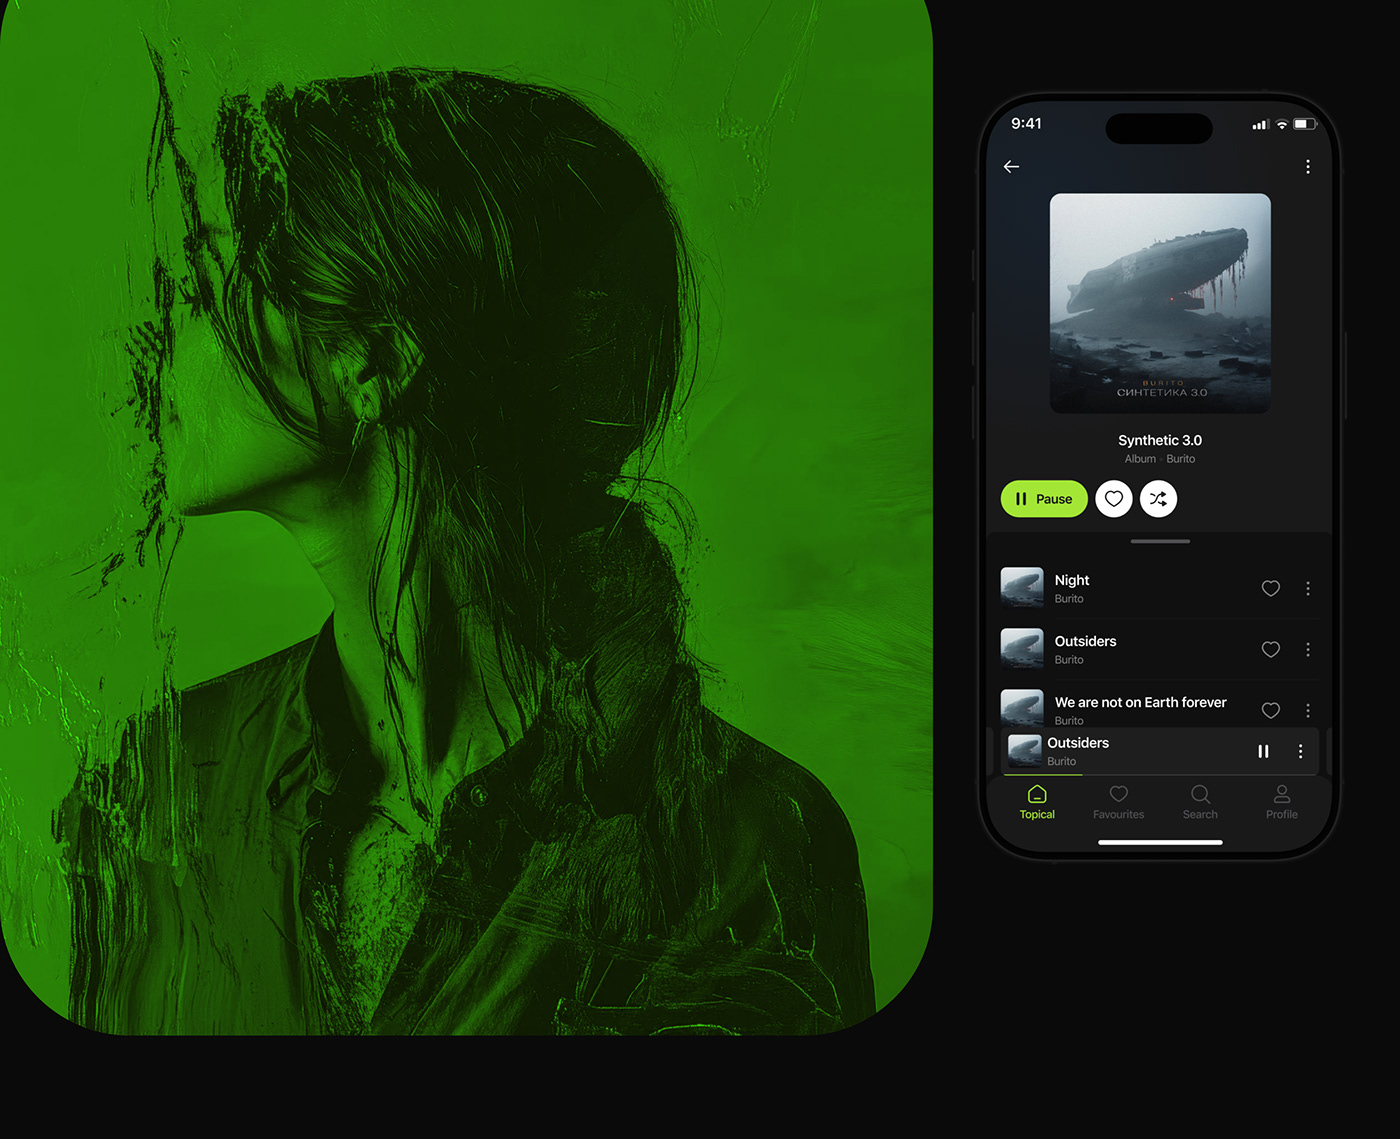 9:41
BURITO
СИНТЕТИКА 3.0
Synthetic 3.0
Album · Burito
Pause
Night
Burito
Outsiders
Burito
We are not on Earth forever
Burito
Outsiders
Burito
Topical
Favourites
Search
Profile